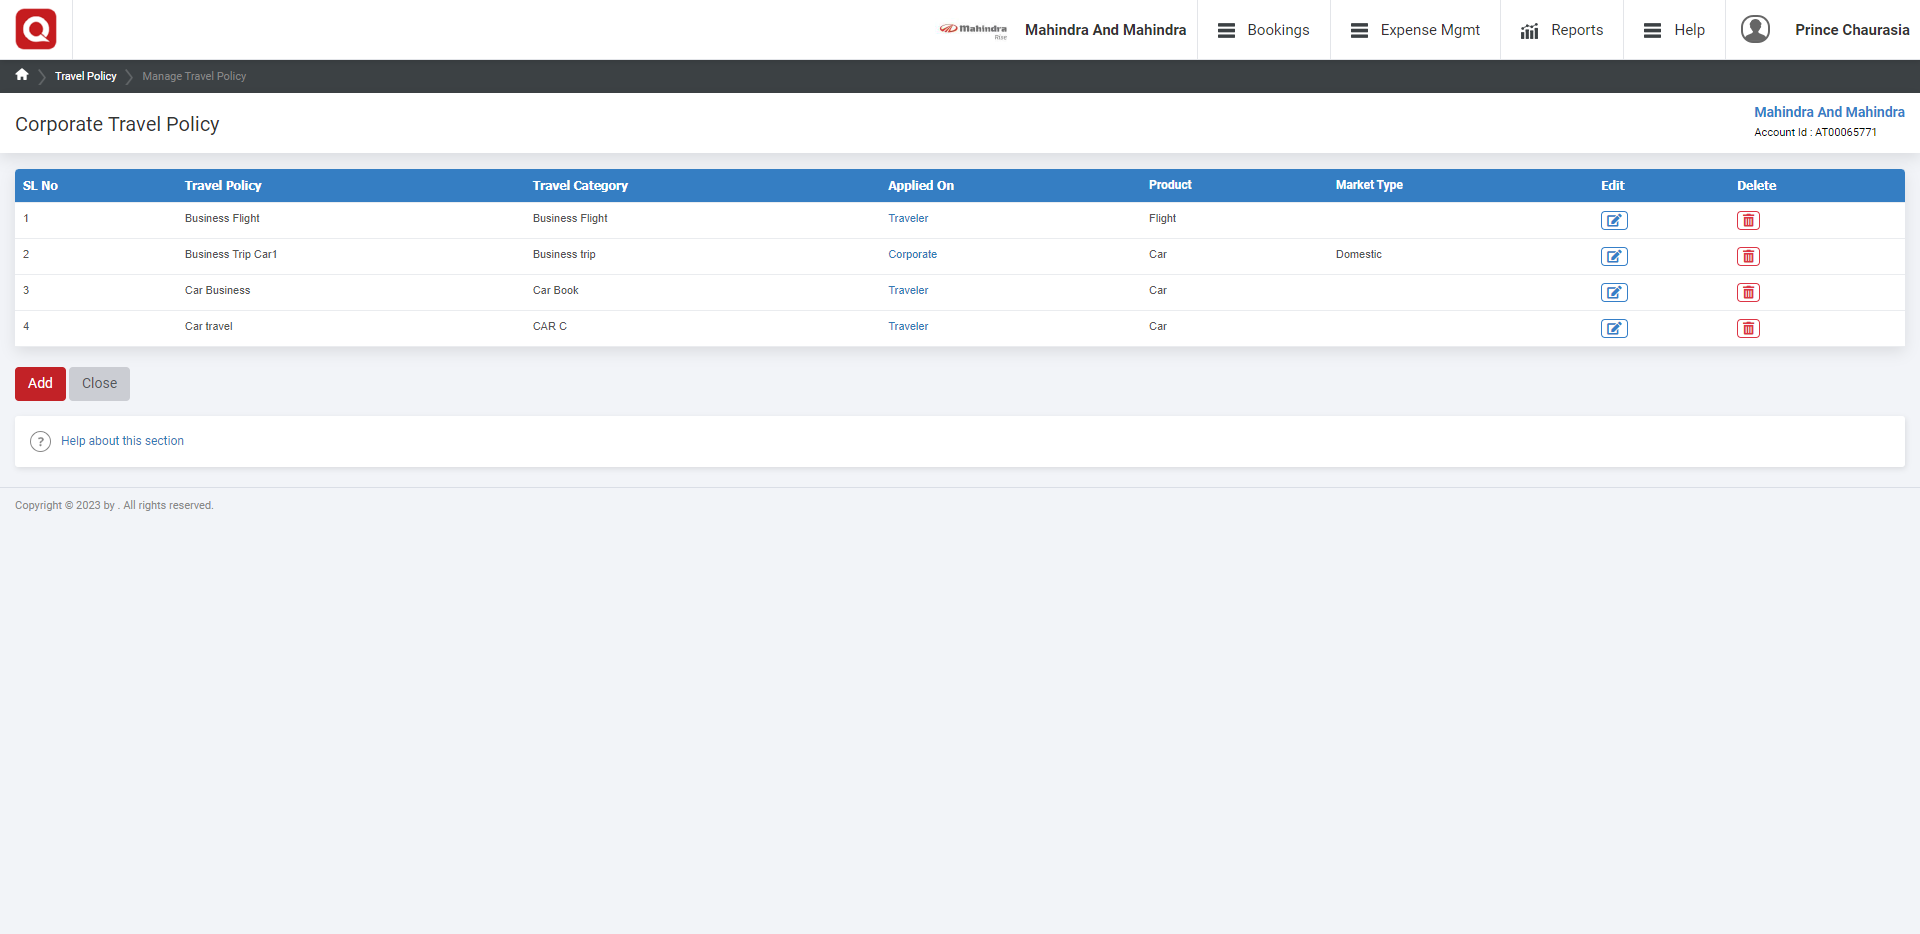 Mahindra Rise Mahindra And Mahindra Bookings Expense Mgmt Reports Help Prince Chaurasia
Travel Policy Manage Travel Policy
Corporate Travel Policy
Mahindra And Mahindra
Account Id : AT00065771
SL No Travel Policy Travel Category Applied On Product Market Type Edit Delete
1 Business Flight Business Flight Traveler Flight
2 Business Trip Car1 Business trip Corporate Car Domestic
3 Car Business Car Book Traveler Car
4 Car travel CAR C Traveler Car
Add Close
? Help about this section
Copyright © 2023 by . All rights reserved.